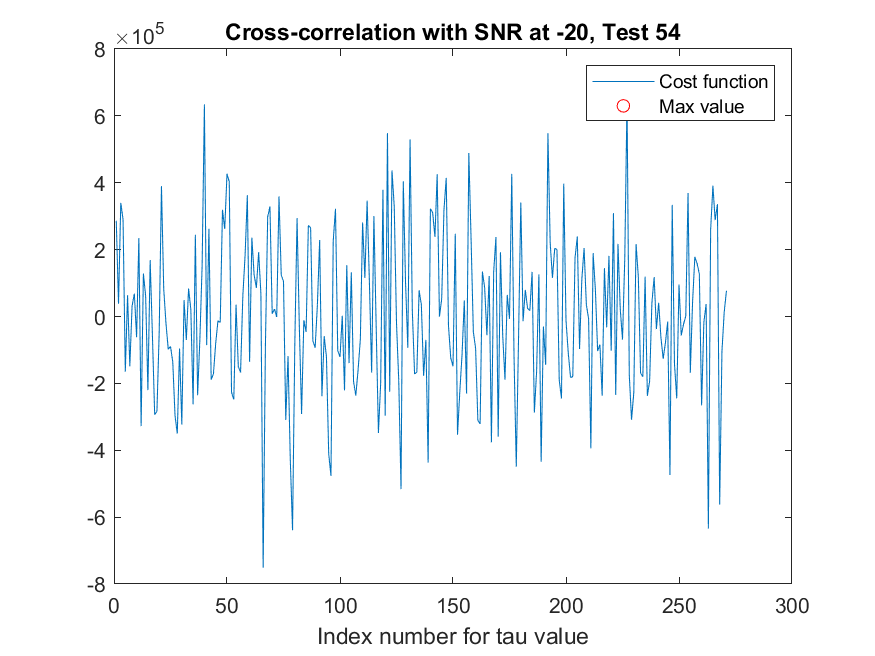 Cross-correlation with SNR at -20, Test 54
×10^5
Cost function
Max value
8
6
4
2
0
-2
-4
-6
-8
0 50 100 150 200 250 300
Index number for tau value